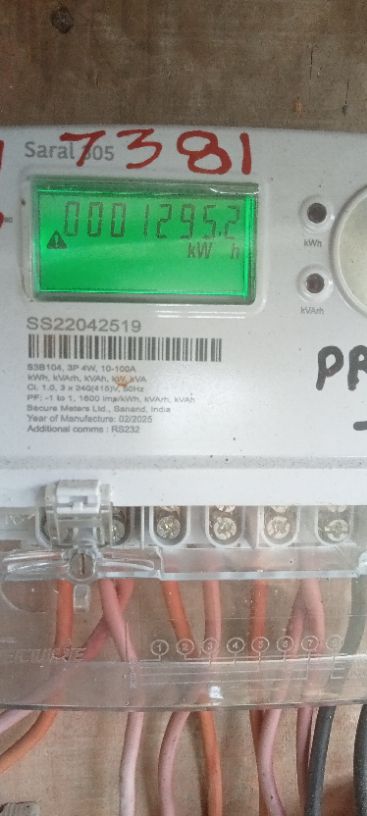 Saral 305
7381
0001295.2
kW h
kWh
kVArh
SS22042519
S3B104, 3P 4W, 10-100A
kWh, kVArh, kVAh, kW, kVA
Cl. 1.0, 3 x 240(415)V, 50Hz
PF: -1 to 1, 1600 imp/kWh, kVArh, kVAh
Secure Meters Ltd., Sanand, India
Year of Manufacture: 02/2025
Additional comms : RS232
PR
1 2 3 4 5 6 7 8